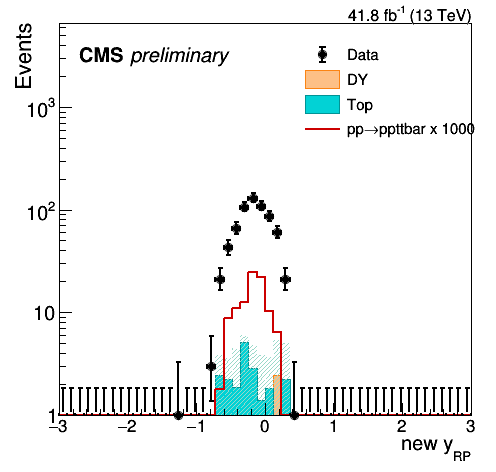 41.8 fb⁻¹ (13 TeV)
Events
CMS preliminary
Data
DY
Top
pp→ppttbar x 1000
10³
10²
10
1
−3 −2 −1 0 1 2 3
new y_RP